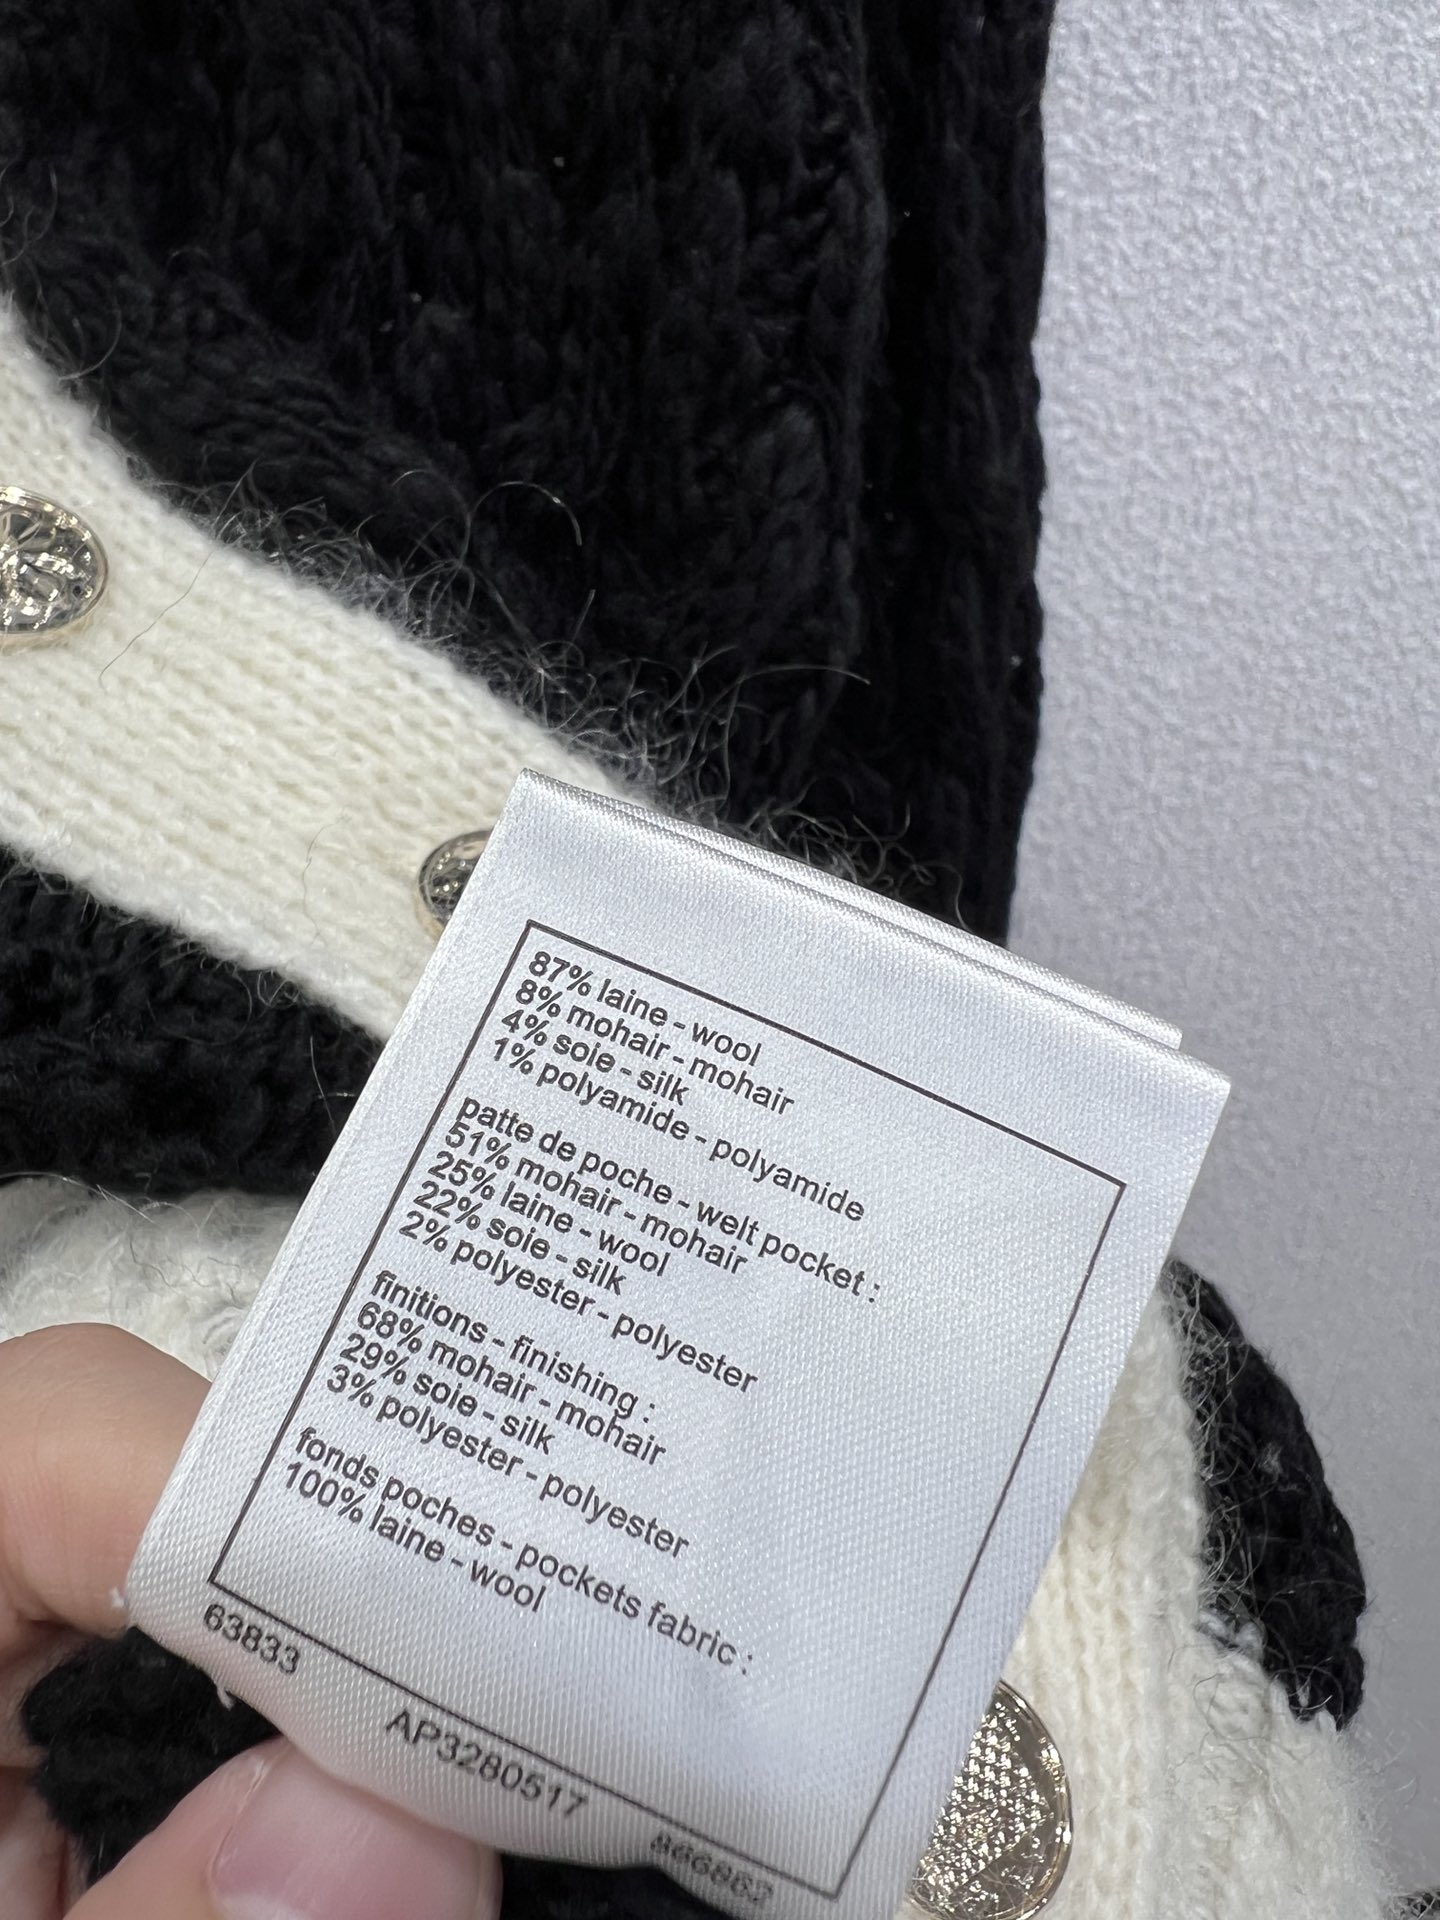 87% laine - wool
8% mohair - mohair
4% soie - silk
1% polyamide - polyamide
patte de poche - welt pocket :
51% mohair - mohair
25% laine - wool
22% soie - silk
2% polyester - polyester
finitions - finishing :
68% mohair - mohair
29% soie - silk
3% polyester - polyester
fonds poches - pockets fabric :
100% laine - wool
63833
AP3280517
866862